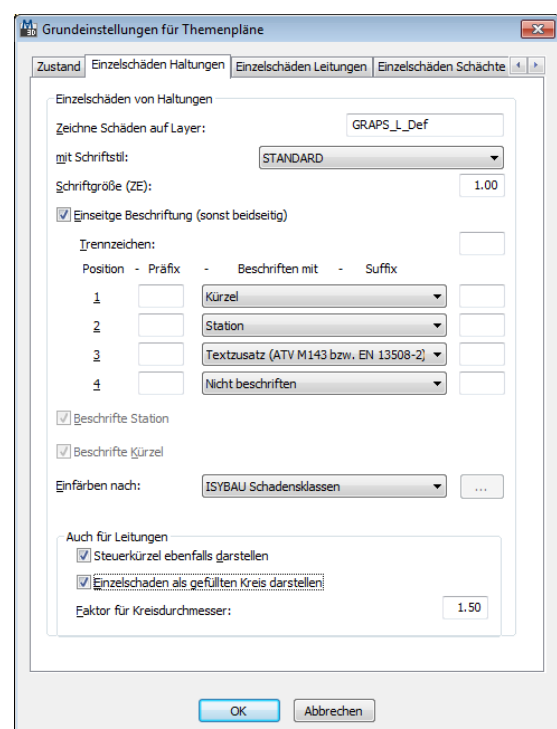 Grundeinstellungen für Themenpläne
Zustand Einzelschäden Haltungen Einzelschäden Leitungen Einzelschäden Schächte
Einzelschäden von Haltungen
Zeichne Schäden auf Layer: GRAPS_L_Def
mit Schriftstil: STANDARD
Schriftgröße (ZE): 1.00
Einseitge Beschriftung (sonst beidseitig)
Trennzeichen:
Position - Präfix - Beschriften mit - Suffix
1 Kürzel
2 Station
3 Textzusatz (ATV M143 bzw. EN 13508-2)
4 Nicht beschriften
Beschrifte Station
Beschrifte Kürzel
Einfärben nach: ISYBAU Schadensklassen ...
Auch für Leitungen
Steuerkürzel ebenfalls darstellen
Einzelschaden als gefüllten Kreis darstellen
Faktor für Kreisdurchmesser: 1.50
OK Abbrechen